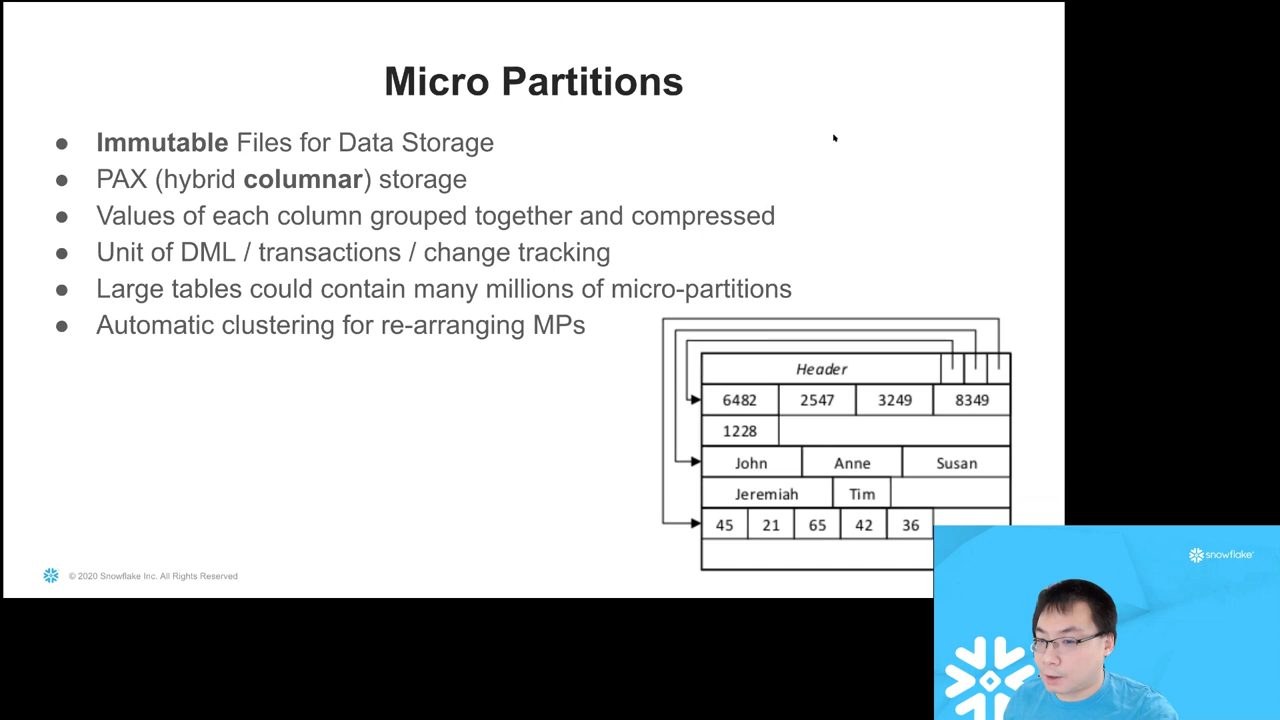 Micro Partitions
● Immutable Files for Data Storage
● PAX (hybrid columnar) storage
● Values of each column grouped together and compressed
● Unit of DML / transactions / change tracking
● Large tables could contain many millions of micro-partitions
● Automatic clustering for re-arranging MPs
Header
6482 2547 3249 8349
1228
John Anne Susan
Jeremiah Tim
45 21 65 42 36
© 2020 Snowflake Inc. All Rights Reserved
snowflake